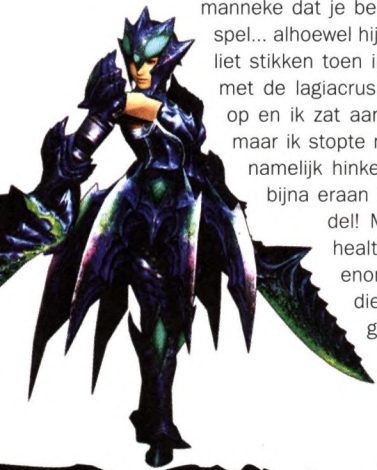 manneke dat je be
spel... alhoewel hij
liet stikken toen i
met de lagiacrus
op en ik zat aar
maar ik stopte r
namelijk hinke
bijna eraan
del! M
healt
enor
die
g